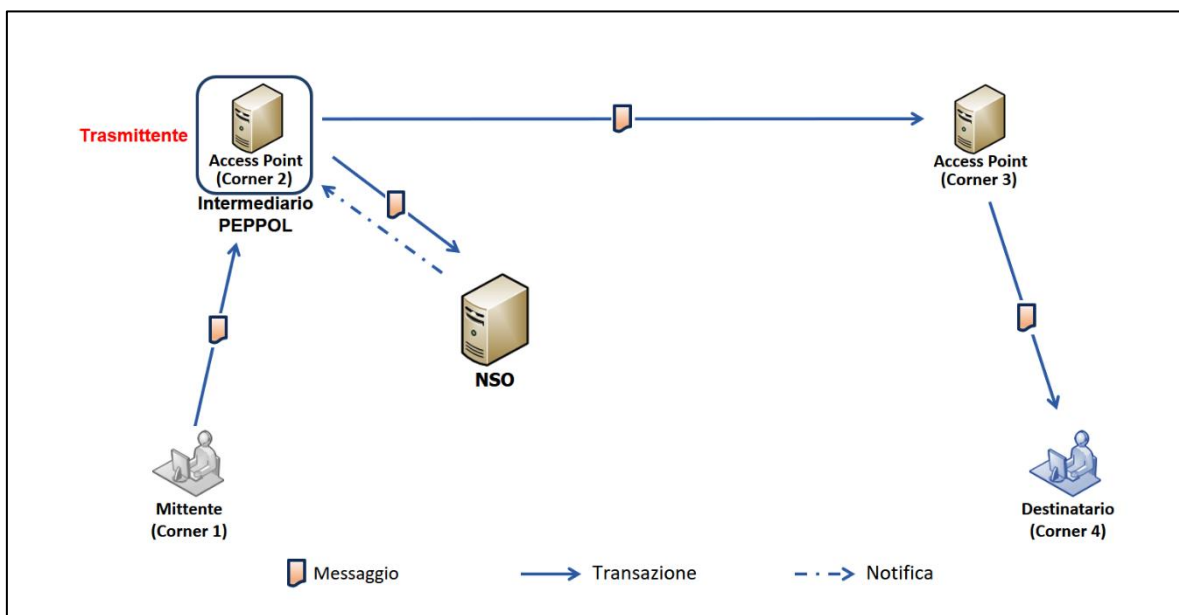 Trasmittente
Access Point
(Corner 2)
Intermediario
PEPPOL
Access Point
(Corner 3)
NSO
Mittente
(Corner 1)
Destinatario
(Corner 4)
Messaggio
Transazione
Notifica